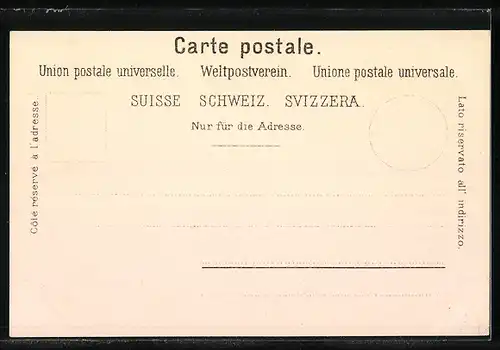 Carte postale.
Union postale universelle. Weltpostverein. Unione postale universale.
SUISSE SCHWEIZ. SVIZZERA.
Nur für die Adresse.
Côté réservé à l'adresse.
Lato riservato all' indirizzo.